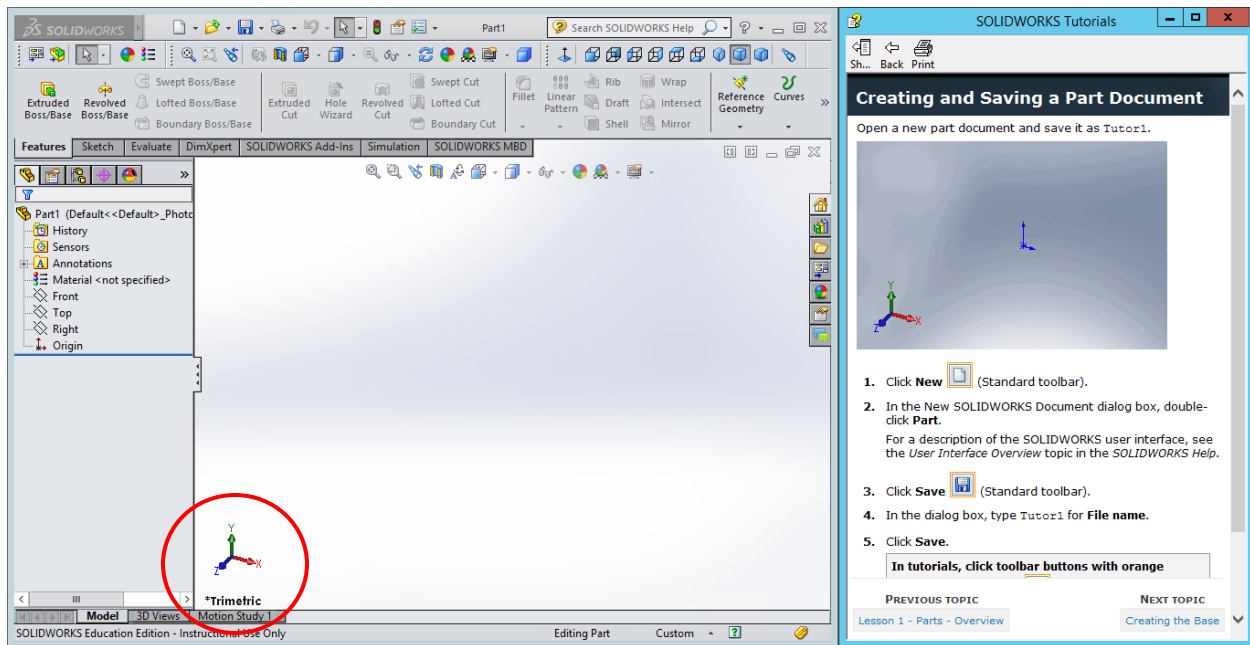 SOLIDWORKS
Part1
Search SOLIDWORKS Help
Extruded Boss/Base
Revolved Boss/Base
Swept Boss/Base
Lofted Boss/Base
Boundary Boss/Base
Extruded Cut
Hole Wizard
Revolved Cut
Swept Cut
Lofted Cut
Boundary Cut
Fillet
Linear Pattern
Rib
Draft
Shell
Wrap
Intersect
Mirror
Reference Geometry
Curves
Features
Sketch
Evaluate
DimXpert
SOLIDWORKS Add-Ins
Simulation
SOLIDWORKS MBD
Part1 (Default<<Default>_Photo
History
Sensors
A Annotations
Material <not specified>
Front
Top
Right
Origin
Y
X
Z
*Trimetric
Model
3D Views
Motion Study 1
SOLIDWORKS Education Edition - Instructional Use Only
Editing Part
Custom
SOLIDWORKS Tutorials
Sh...
Back
Print
Creating and Saving a Part Document
Open a new part document and save it as Tutor1.
Y
X
Z
1. Click New (Standard toolbar).
2. In the New SOLIDWORKS Document dialog box, double-
click Part.
For a description of the SOLIDWORKS user interface, see
the User Interface Overview topic in the SOLIDWORKS Help.
3. Click Save (Standard toolbar).
4. In the dialog box, type Tutor1 for File name.
5. Click Save.
In tutorials, click toolbar buttons with orange
PREVIOUS TOPIC
NEXT TOPIC
Lesson 1 - Parts - Overview
Creating the Base